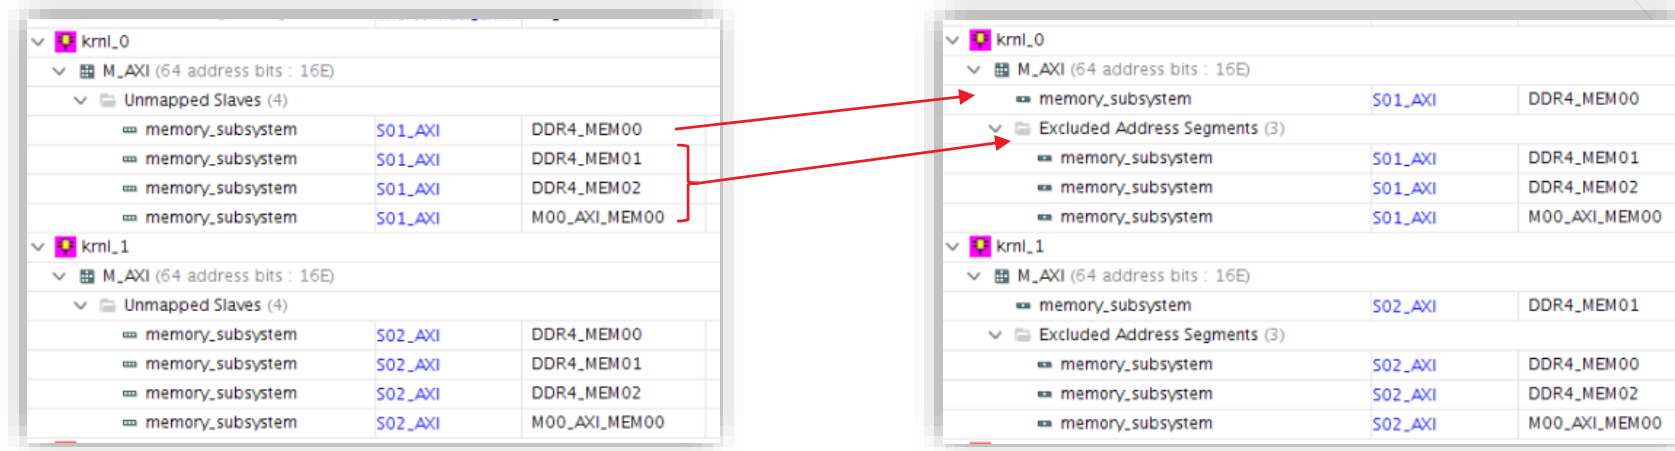 krnl_0
M_AXI (64 address bits : 16E)
Unmapped Slaves (4)
memory_subsystem S01_AXI DDR4_MEM00
memory_subsystem S01_AXI DDR4_MEM01
memory_subsystem S01_AXI DDR4_MEM02
memory_subsystem S01_AXI M00_AXI_MEM00
krnl_1
M_AXI (64 address bits : 16E)
Unmapped Slaves (4)
memory_subsystem S02_AXI DDR4_MEM00
memory_subsystem S02_AXI DDR4_MEM01
memory_subsystem S02_AXI DDR4_MEM02
memory_subsystem S02_AXI M00_AXI_MEM00
krnl_0
M_AXI (64 address bits : 16E)
memory_subsystem S01_AXI DDR4_MEM00
Excluded Address Segments (3)
memory_subsystem S01_AXI DDR4_MEM01
memory_subsystem S01_AXI DDR4_MEM02
memory_subsystem S01_AXI M00_AXI_MEM00
krnl_1
M_AXI (64 address bits : 16E)
memory_subsystem S02_AXI DDR4_MEM01
Excluded Address Segments (3)
memory_subsystem S02_AXI DDR4_MEM00
memory_subsystem S02_AXI DDR4_MEM02
memory_subsystem S02_AXI M00_AXI_MEM00